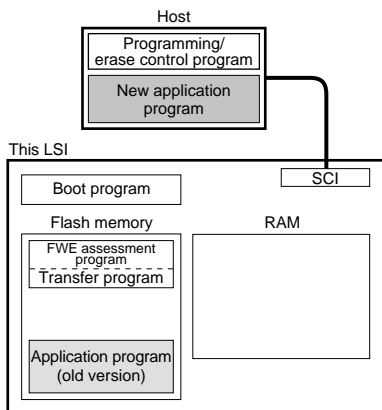 Host
Programming/
erase control program
New application
program
This LSI
SCI
Boot program
Flash memory
RAM
FWE assessment
program
Transfer program
Application program
(old version)